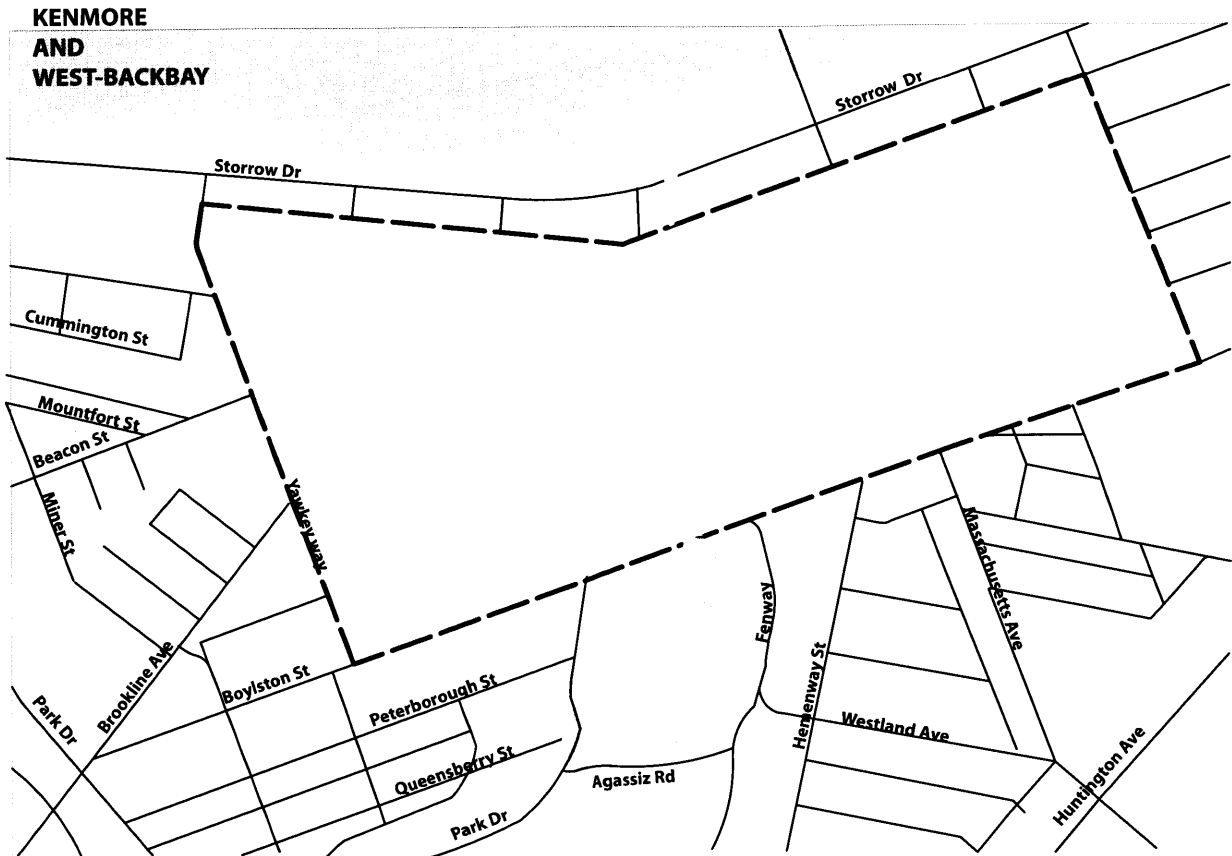 KENMORE
AND
WEST-BACKBAY
Storrow Dr
Storrow Dr
Cummington St
Mountfort St
Beacon St
Miner St
Yawkey way
Massachusetts Ave
Fenway
Hemenway St
Boylston St
Brookline Ave
Peterborough St
Park Dr
Westland Ave
Queensberry St
Agassiz Rd
Huntington Ave
Park Dr